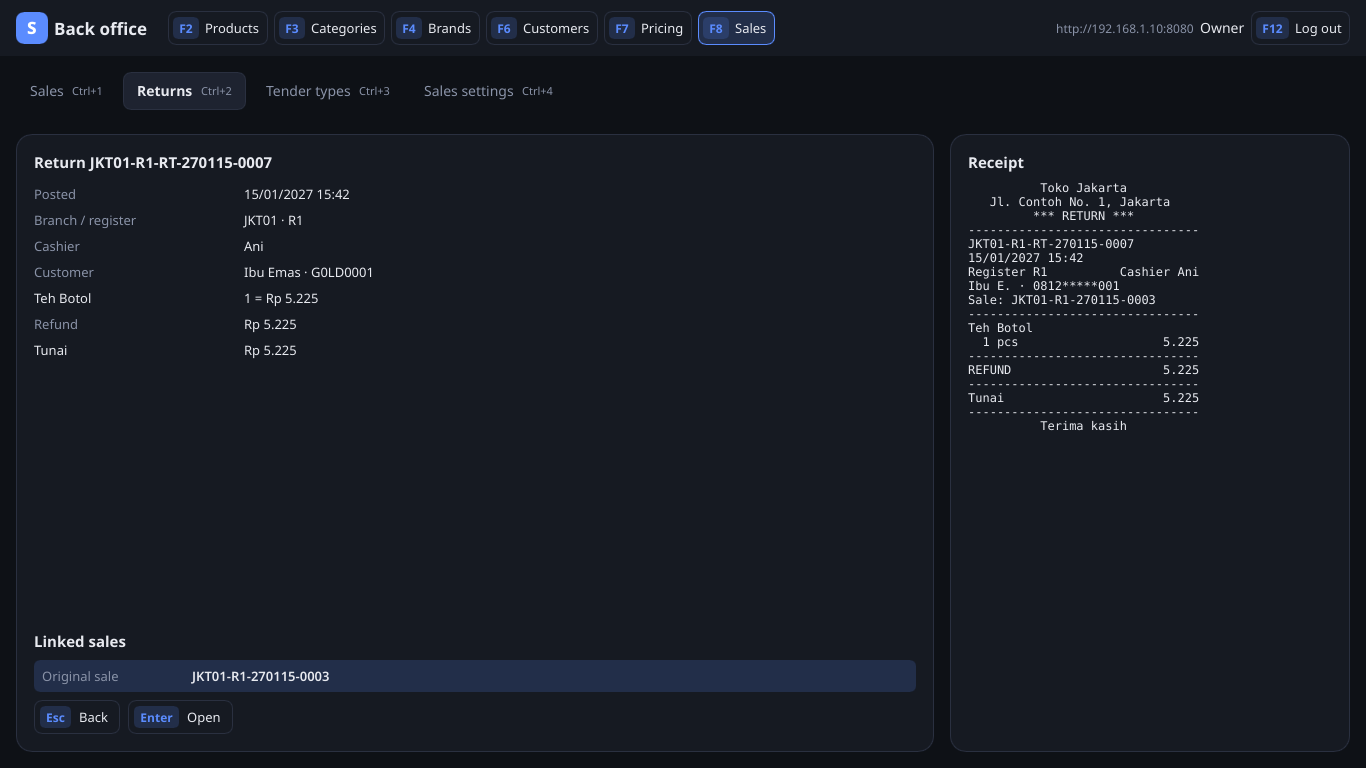 S Back office F2 Products F3 Categories F4 Brands F6 Customers F7 Pricing F8 Sales http://192.168.1.10:8080 Owner F12 Log out
Sales Ctrl+1 Returns Ctrl+2 Tender types Ctrl+3 Sales settings Ctrl+4
Return JKT01-R1-RT-270115-0007
Posted 15/01/2027 15:42
Branch / register JKT01 · R1
Cashier Ani
Customer Ibu Emas · G0LD0001
Teh Botol 1 = Rp 5.225
Refund Rp 5.225
Tunai Rp 5.225
Linked sales
Original sale JKT01-R1-270115-0003
Esc Back Enter Open
Receipt
Toko Jakarta
Jl. Contoh No. 1, Jakarta
*** RETURN ***
--------------------------------
JKT01-R1-RT-270115-0007
15/01/2027 15:42
Register R1 Cashier Ani
Ibu E. · 0812*****001
Sale: JKT01-R1-270115-0003
--------------------------------
Teh Botol
1 pcs 5.225
--------------------------------
REFUND 5.225
--------------------------------
Tunai 5.225
--------------------------------
Terima kasih